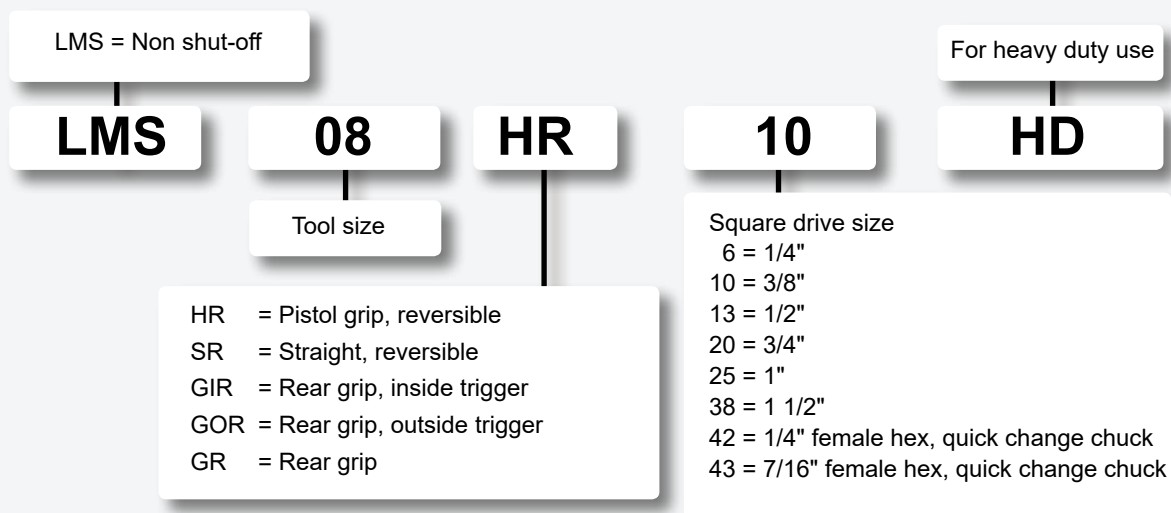 LMS = Non shut-off
For heavy duty use
LMS 08 HR 10 HD
Tool size
HR = Pistol grip, reversible
SR = Straight, reversible
GIR = Rear grip, inside trigger
GOR = Rear grip, outside trigger
GR = Rear grip
Square drive size
6 = 1/4"
10 = 3/8"
13 = 1/2"
20 = 3/4"
25 = 1"
38 = 1 1/2"
42 = 1/4" female hex, quick change chuck
43 = 7/16" female hex, quick change chuck